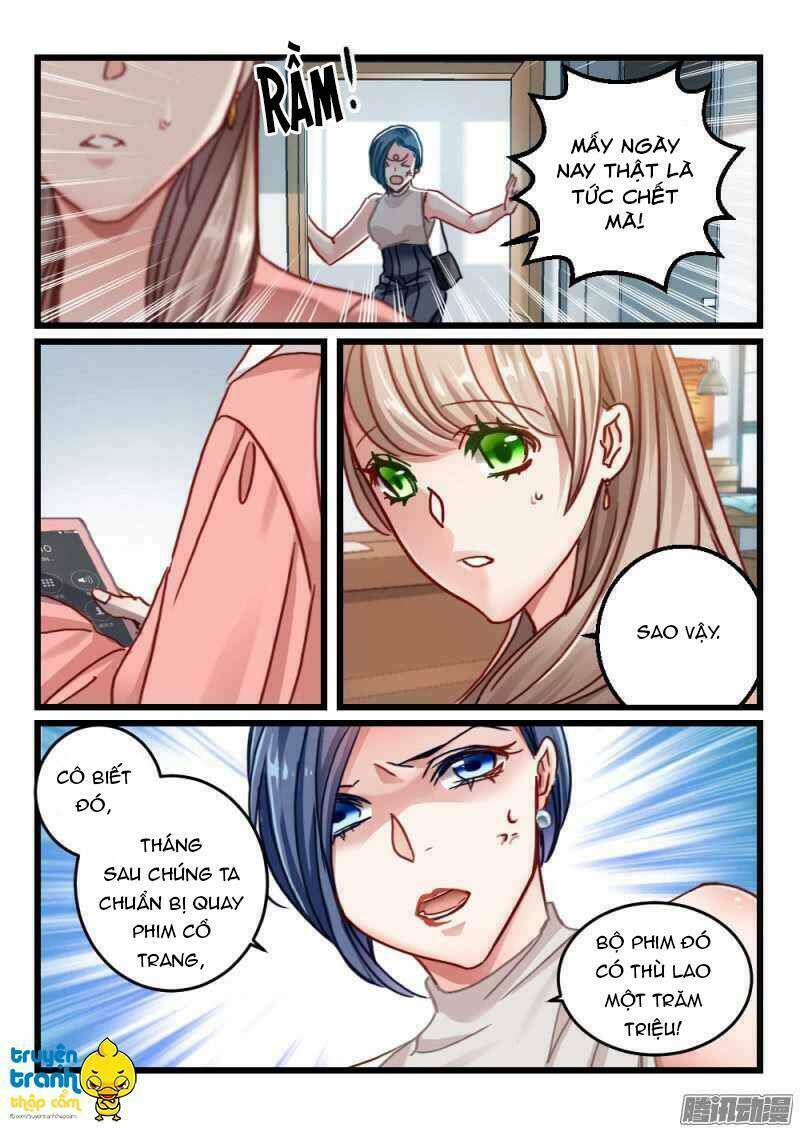 RẦM!
MẤY NGÀY
NAY THẬT LÀ
TỨC CHẾT
MÀ!
SAO VẬY.
CÔ BIẾT
ĐÓ,
THÁNG
SAU CHÚNG TA
CHUẨN BỊ QUAY
PHIM CỔ
TRANG,
BỘ PHIM ĐÓ
CÓ THÙ LAO
MỘT TRĂM
TRIỆU!
truyện
tranh
thập cẩm
腾讯动漫